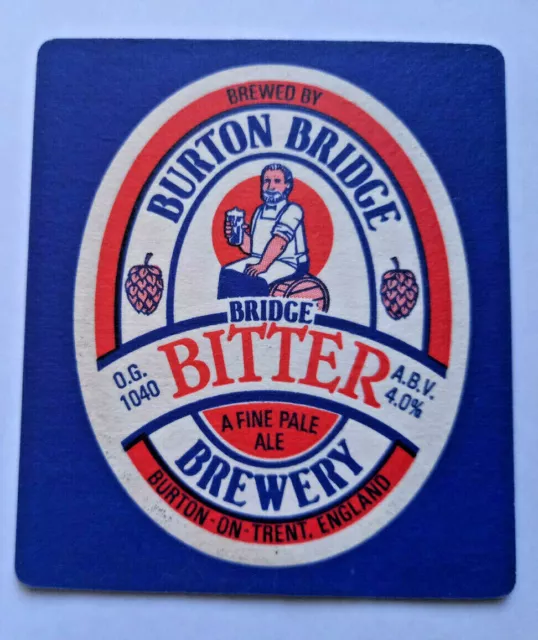 BREWED BY
BURTON BRIDGE
BRIDGE
BITTER
O.G.
1040
A.B.V.
4.0%
A FINE PALE
ALE
BREWERY
BURTON-ON-TRENT, ENGLAND